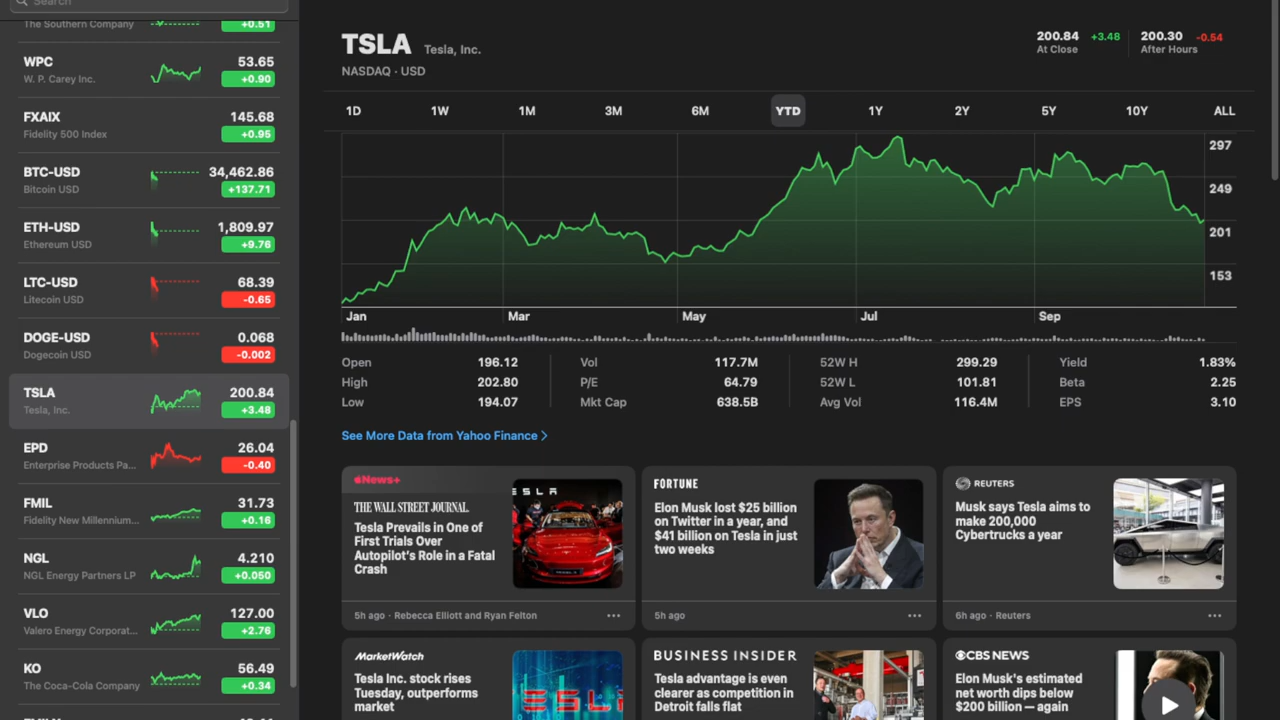 Search
The Southern Company
+0.51
WPC 53.65
W. P. Carey Inc. +0.90
FXAIX 145.68
Fidelity 500 Index +0.95
BTC-USD 34,462.86
Bitcoin USD +137.71
ETH-USD 1,809.97
Ethereum USD +9.76
LTC-USD 68.39
Litecoin USD -0.65
DOGE-USD 0.068
Dogecoin USD -0.002
TSLA 200.84
Tesla, Inc. +3.48
EPD 26.04
Enterprise Products Pa... -0.40
FMIL 31.73
Fidelity New Millennium... +0.16
NGL 4.210
NGL Energy Partners LP +0.050
VLO 127.00
Valero Energy Corporat... +2.76
KO 56.49
The Coca-Cola Company +0.34
TSLA Tesla, Inc.
NASDAQ · USD
200.84 +3.48
At Close
200.30 -0.54
After Hours
1D 1W 1M 3M 6M YTD 1Y 2Y 5Y 10Y ALL
297
249
201
153
Jan Mar May Jul Sep
Open 196.12 Vol 117.7M 52W H 299.29 Yield 1.83%
High 202.80 P/E 64.79 52W L 101.81 Beta 2.25
Low 194.07 Mkt Cap 638.5B Avg Vol 116.4M EPS 3.10
See More Data from Yahoo Finance >
News+
THE WALL STREET JOURNAL.
Tesla Prevails in One of
First Trials Over
Autopilot's Role in a Fatal
Crash
5h ago · Rebecca Elliott and Ryan Felton
FORTUNE
Elon Musk lost $25 billion
on Twitter in a year, and
$41 billion on Tesla in just
two weeks
5h ago
REUTERS
Musk says Tesla aims to
make 200,000
Cybertrucks a year
6h ago · Reuters
MarketWatch
Tesla Inc. stock rises
Tuesday, outperforms
market
BUSINESS INSIDER
Tesla advantage is even
clearer as competition in
Detroit falls flat
CBS NEWS
Elon Musk's estimated
net worth dips below
$200 billion — again